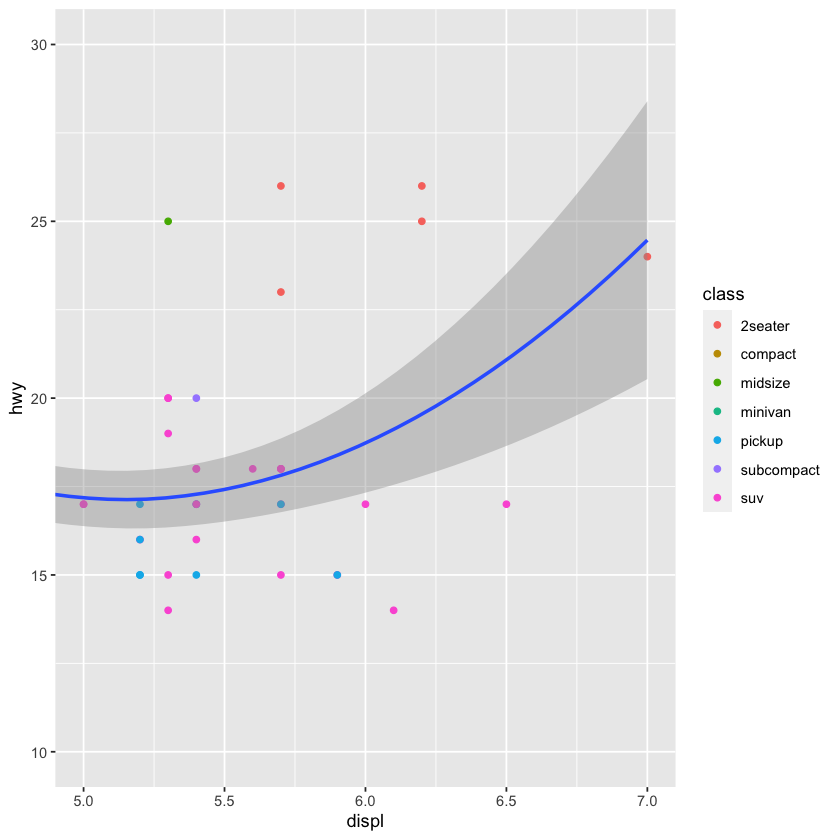 30
25
20
15
10
hwy
5.0 5.5 6.0 6.5 7.0
displ
class
2seater
compact
midsize
minivan
pickup
subcompact
suv